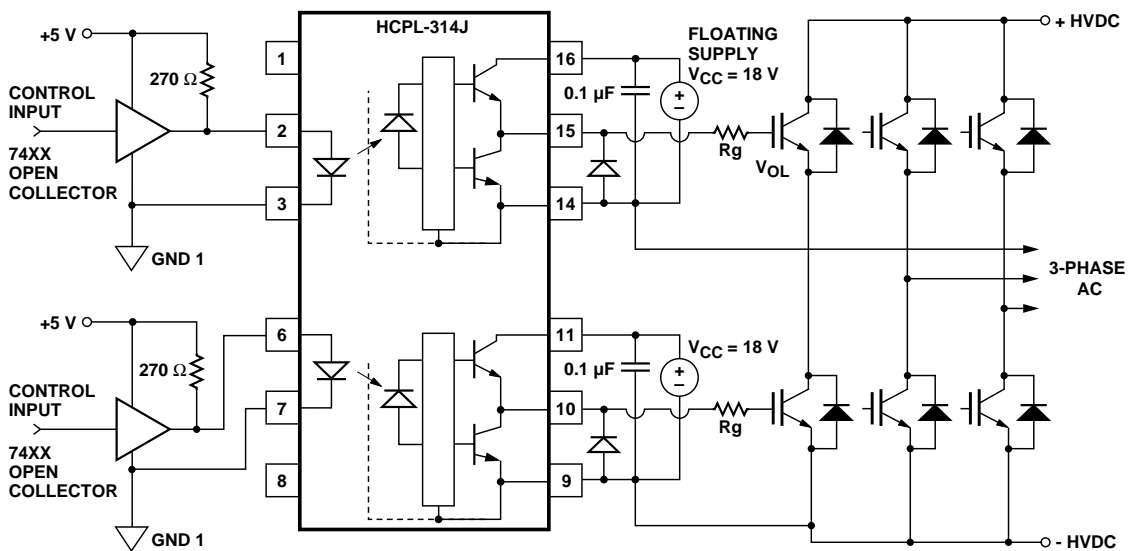 HCPL-314J
+ HVDC
+5 V
270 Ω
CONTROL
INPUT
74XX
OPEN
COLLECTOR
GND 1
1
2
3
16
15
14
0.1 µF
FLOATING
SUPPLY
VCC = 18 V
+
–
Rg
VOL
3-PHASE
AC
+5 V
270 Ω
CONTROL
INPUT
74XX
OPEN
COLLECTOR
GND 1
6
7
8
11
10
9
0.1 µF
VCC = 18 V
+
–
Rg
- HVDC